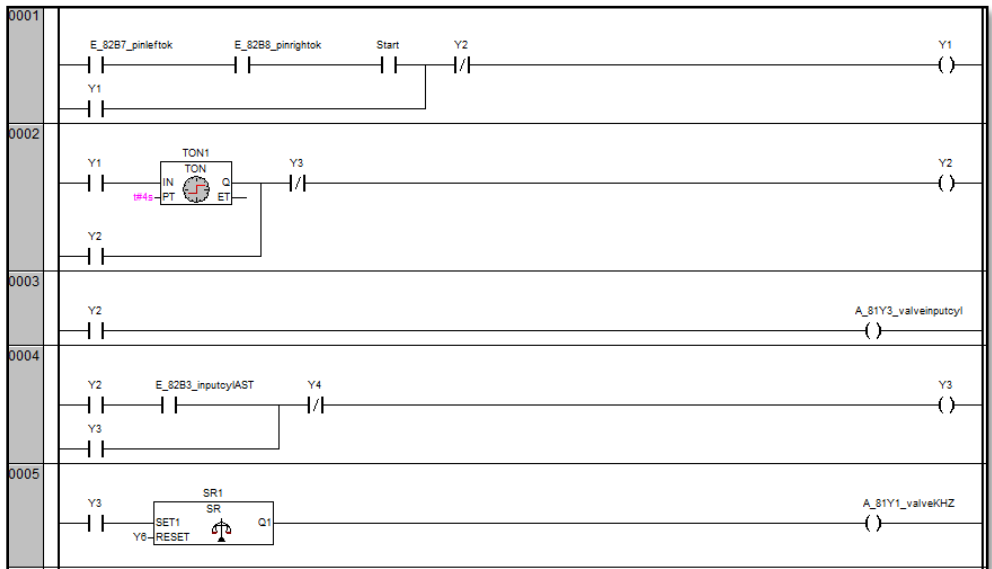 0001
E_82B7_pinleftok E_82B8_pinrightok Start Y2 Y1
Y1
0002
TON1
Y1 TON Y3 Y2
IN Q
t#4s PT ET
Y2
0003
Y2 A_81Y3_valveinputcyl
0004
Y2 E_82B3_inputcylAST Y4 Y3
Y3
0005
SR1
Y3 SR A_81Y1_valveKHZ
SET1 Q1
Y6 RESET